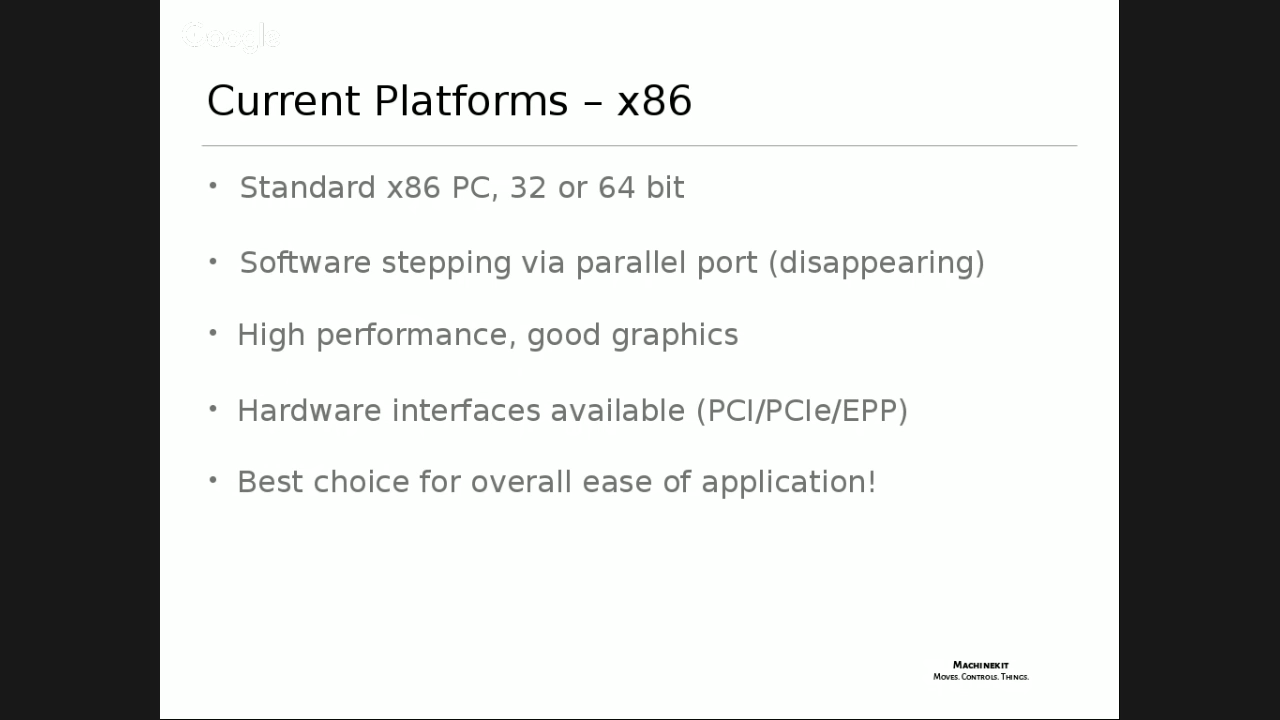 Google
Current Platforms – x86
• Standard x86 PC, 32 or 64 bit
• Software stepping via parallel port (disappearing)
• High performance, good graphics
• Hardware interfaces available (PCI/PCIe/EPP)
• Best choice for overall ease of application!
MACHINEKIT
MOVES. CONTROLS. THINGS.